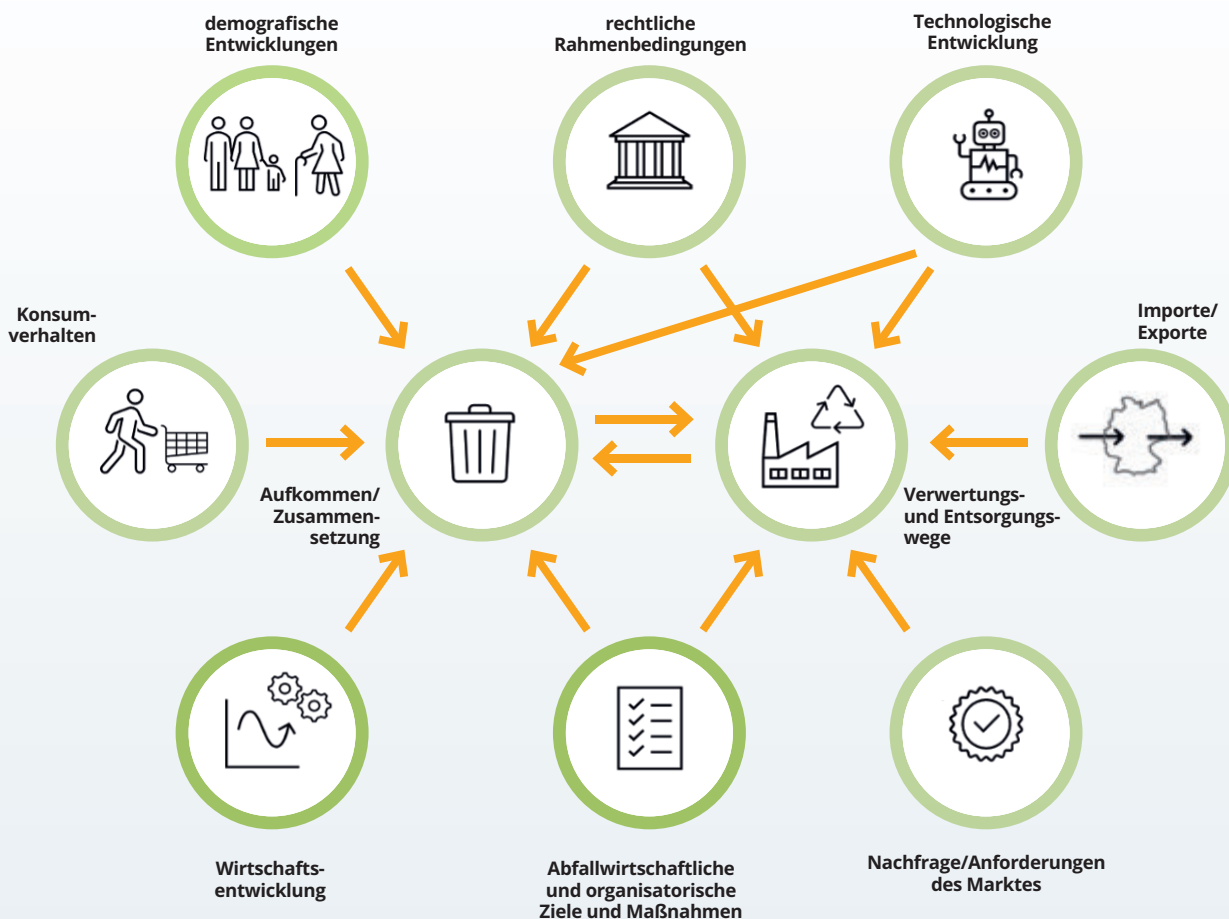 demografische
Entwicklungen
rechtliche
Rahmenbedingungen
Technologische
Entwicklung
Konsum-
verhalten
Importe/
Exporte
Aufkommen/
Zusammen-
setzung
Verwertungs-
und Entsorgungs-
wege
Wirtschafts-
entwicklung
Abfallwirtschaftliche
und organisatorische
Ziele und Maßnahmen
Nachfrage/Anforderungen
des Marktes